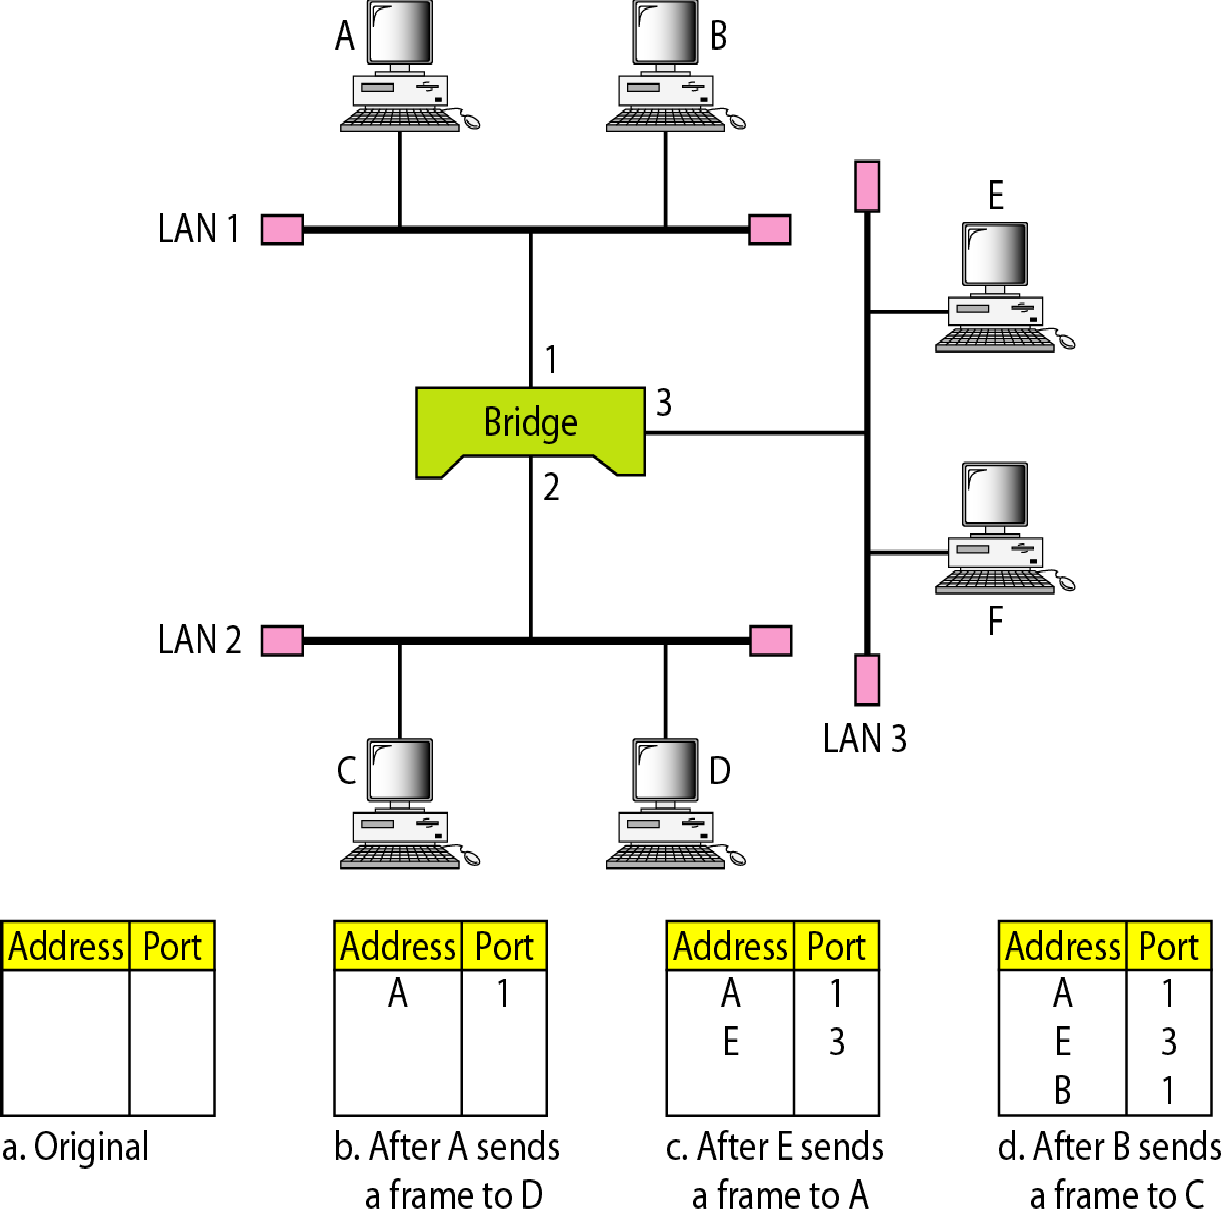 A
B
LAN 1
E
1
Bridge
3
2
F
LAN 2
LAN 3
C
D
Address Port
a. Original
Address Port
A 1
b. After A sends
a frame to D
Address Port
A 1
E 3
c. After E sends
a frame to A
Address Port
A 1
E 3
B 1
d. After B sends
a frame to C